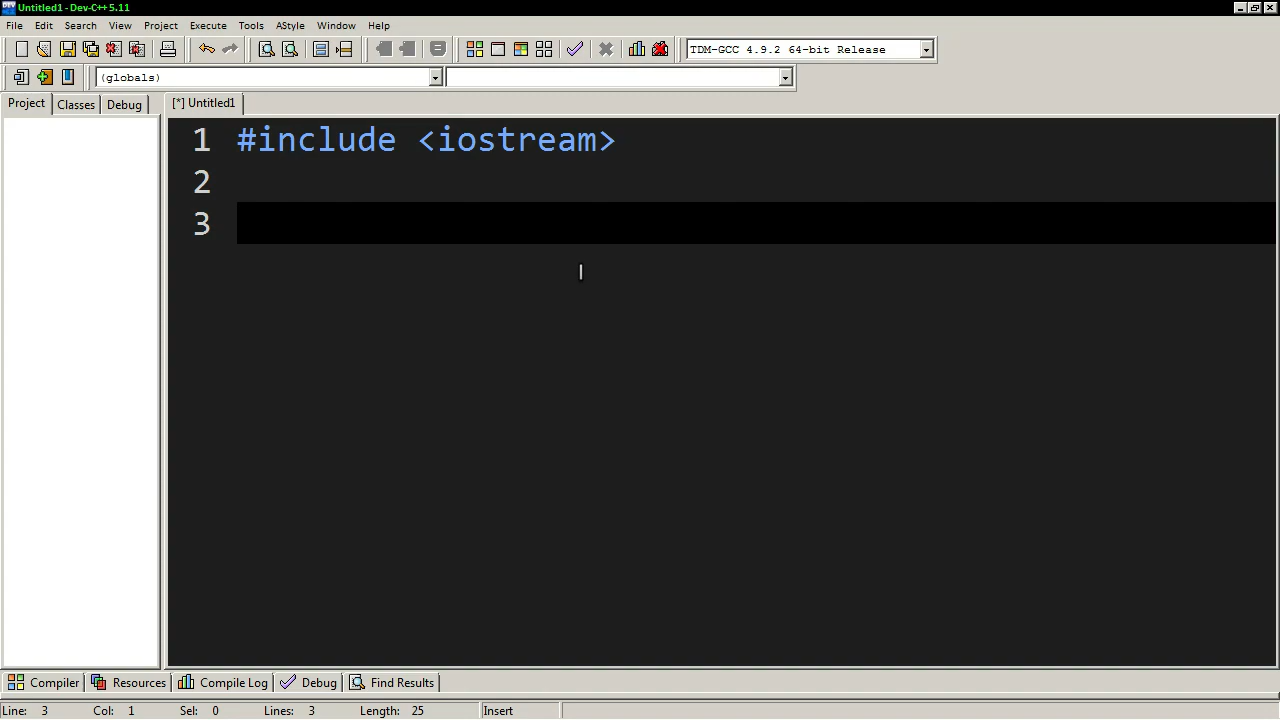 Untitled1 - Dev-C++ 5.11
File Edit Search View Project Execute Tools AStyle Window Help
TDM-GCC 4.9.2 64-bit Release
(globals)
Project Classes Debug [*] Untitled1
1 #include <iostream>
2
3
Compiler Resources Compile Log Debug Find Results
Line: 3 Col: 1 Sel: 0 Lines: 3 Length: 25 Insert